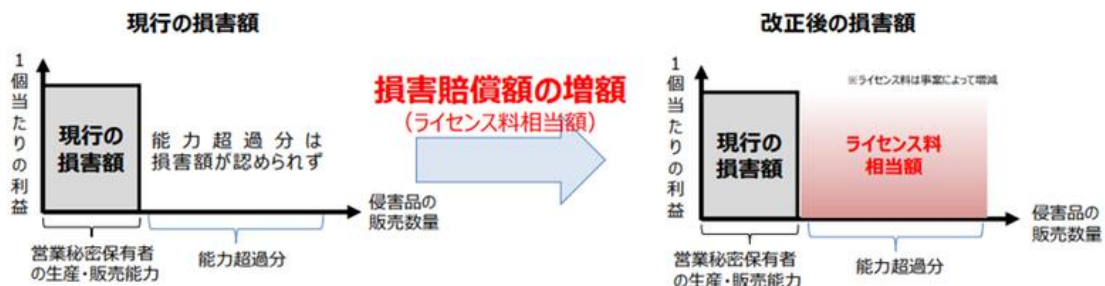 現行の損害額
1個当たりの利益
現行の
損害額
能力超過分は
損害額が認められず
侵害品の
販売数量
営業秘密保有者
の生産・販売能力
能力超過分
損害賠償額の増額
（ライセンス料相当額）
改正後の損害額
1個当たりの利益
※ライセンス料は事案によって増減
現行の
損害額
ライセンス料
相当額
侵害品の
販売数量
営業秘密保有者
の生産・販売能力
能力超過分